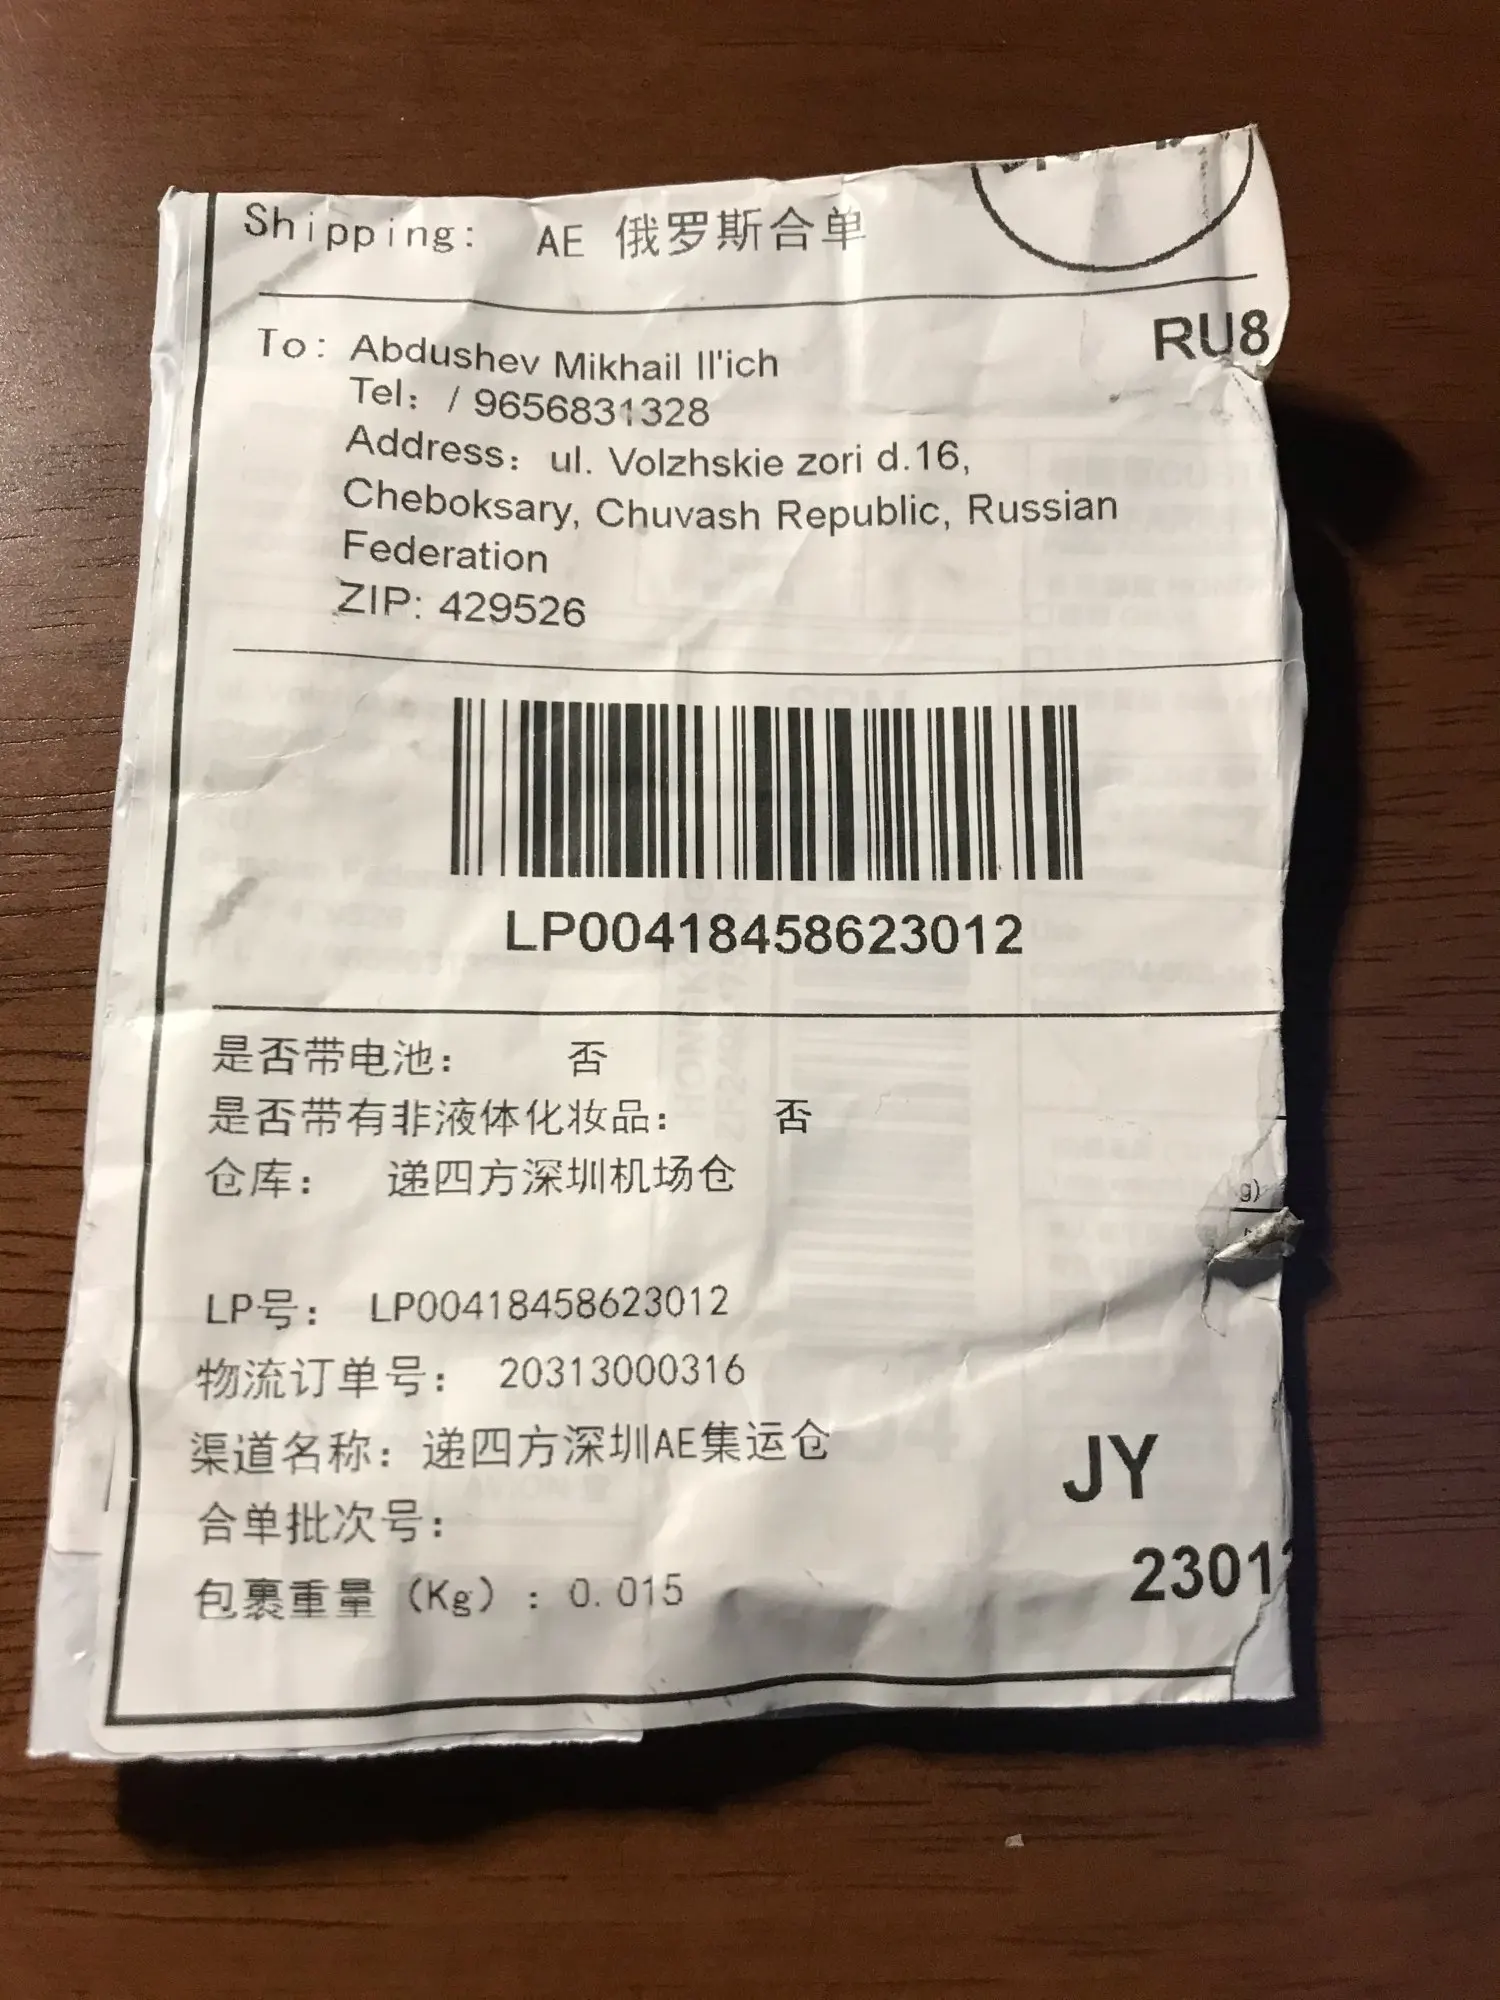 Shipping: AE 俄罗斯合单
RU8
To: Abdushev Mikhail Il'ich
Tel: / 9656831328
Address: ul. Volzhskie zori d.16,
Cheboksary, Chuvash Republic, Russian
Federation
ZIP: 429526
LP00418458623012
是否带电池: 否
是否带有非液体化妆品: 否
仓库: 递四方深圳机场仓
g)
LP号: LP00418458623012
物流订单号: 20313000316
渠道名称: 递四方深圳AE集运仓
JY
合单批次号:
23012
包裹重量 (Kg) : 0.015